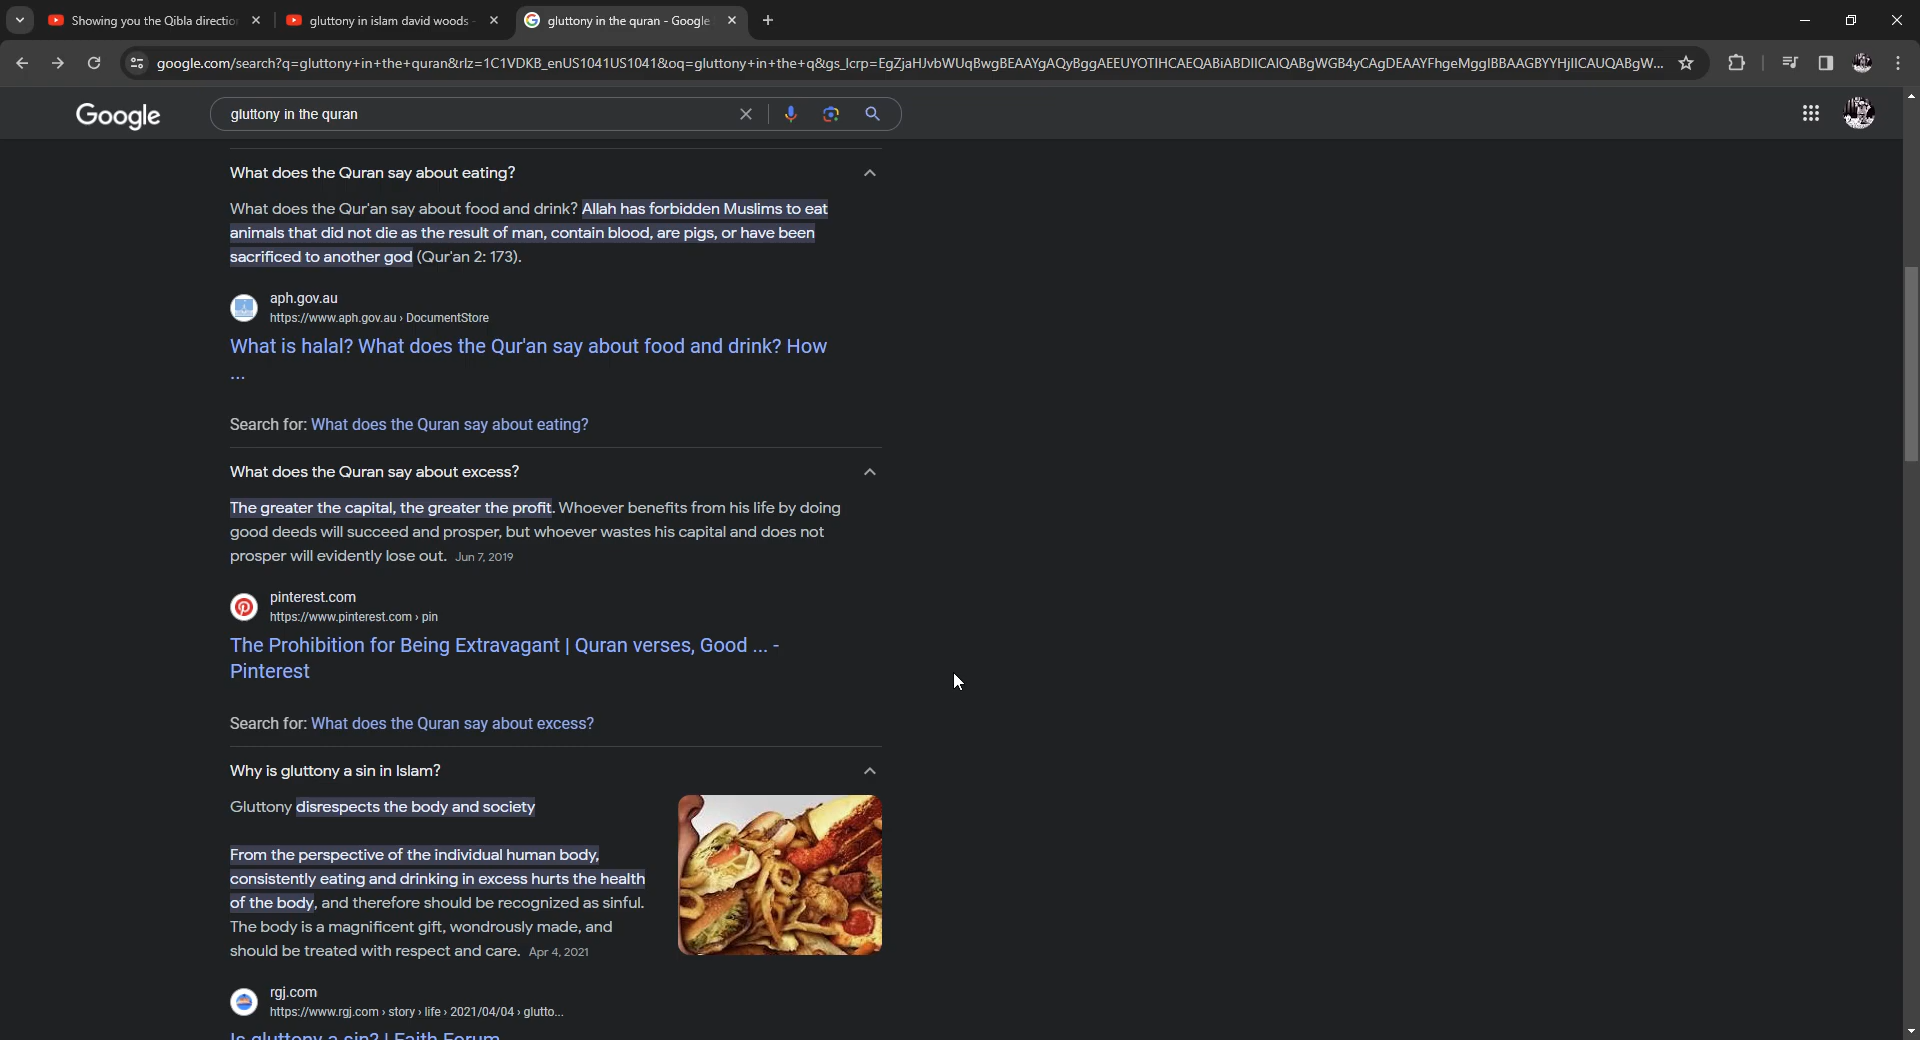 Showing you the Qibla directio
gluttony in islam david woods -
gluttony in the quran - Google
google.com/search?q=gluttony+in+the+quran&rlz=1C1VDKB_enUS1041US1041&oq=gluttony+in+the+q&gs_lcrp=EgZjaHJvbWUqBwgBEAAYgAQyBggAEEUYOTIHCAEQABiABDIICAIQABgWGB4yCAgDEAAYFhgeMggIBBAAGBYYHjIICAUQABgW...
Google
gluttony in the quran
What does the Quran say about eating?
What does the Qur'an say about food and drink? Allah has forbidden Muslims to eat
animals that did not die as the result of man, contain blood, are pigs, or have been
sacrificed to another god (Qur'an 2: 173).
aph.gov.au
https://www.aph.gov.au › DocumentStore
What is halal? What does the Qur'an say about food and drink? How
...
Search for: What does the Quran say about eating?
What does the Quran say about excess?
The greater the capital, the greater the profit. Whoever benefits from his life by doing
good deeds will succeed and prosper, but whoever wastes his capital and does not
prosper will evidently lose out. Jun 7, 2019
pinterest.com
https://www.pinterest.com › pin
The Prohibition for Being Extravagant | Quran verses, Good ... -
Pinterest
Search for: What does the Quran say about excess?
Why is gluttony a sin in Islam?
Gluttony disrespects the body and society
From the perspective of the individual human body,
consistently eating and drinking in excess hurts the health
of the body, and therefore should be recognized as sinful.
The body is a magnificent gift, wondrously made, and
should be treated with respect and care. Apr 4, 2021
rgj.com
https://www.rgj.com › story › life › 2021/04/04 › glutto...
Is gluttony a sin? | Faith Forum